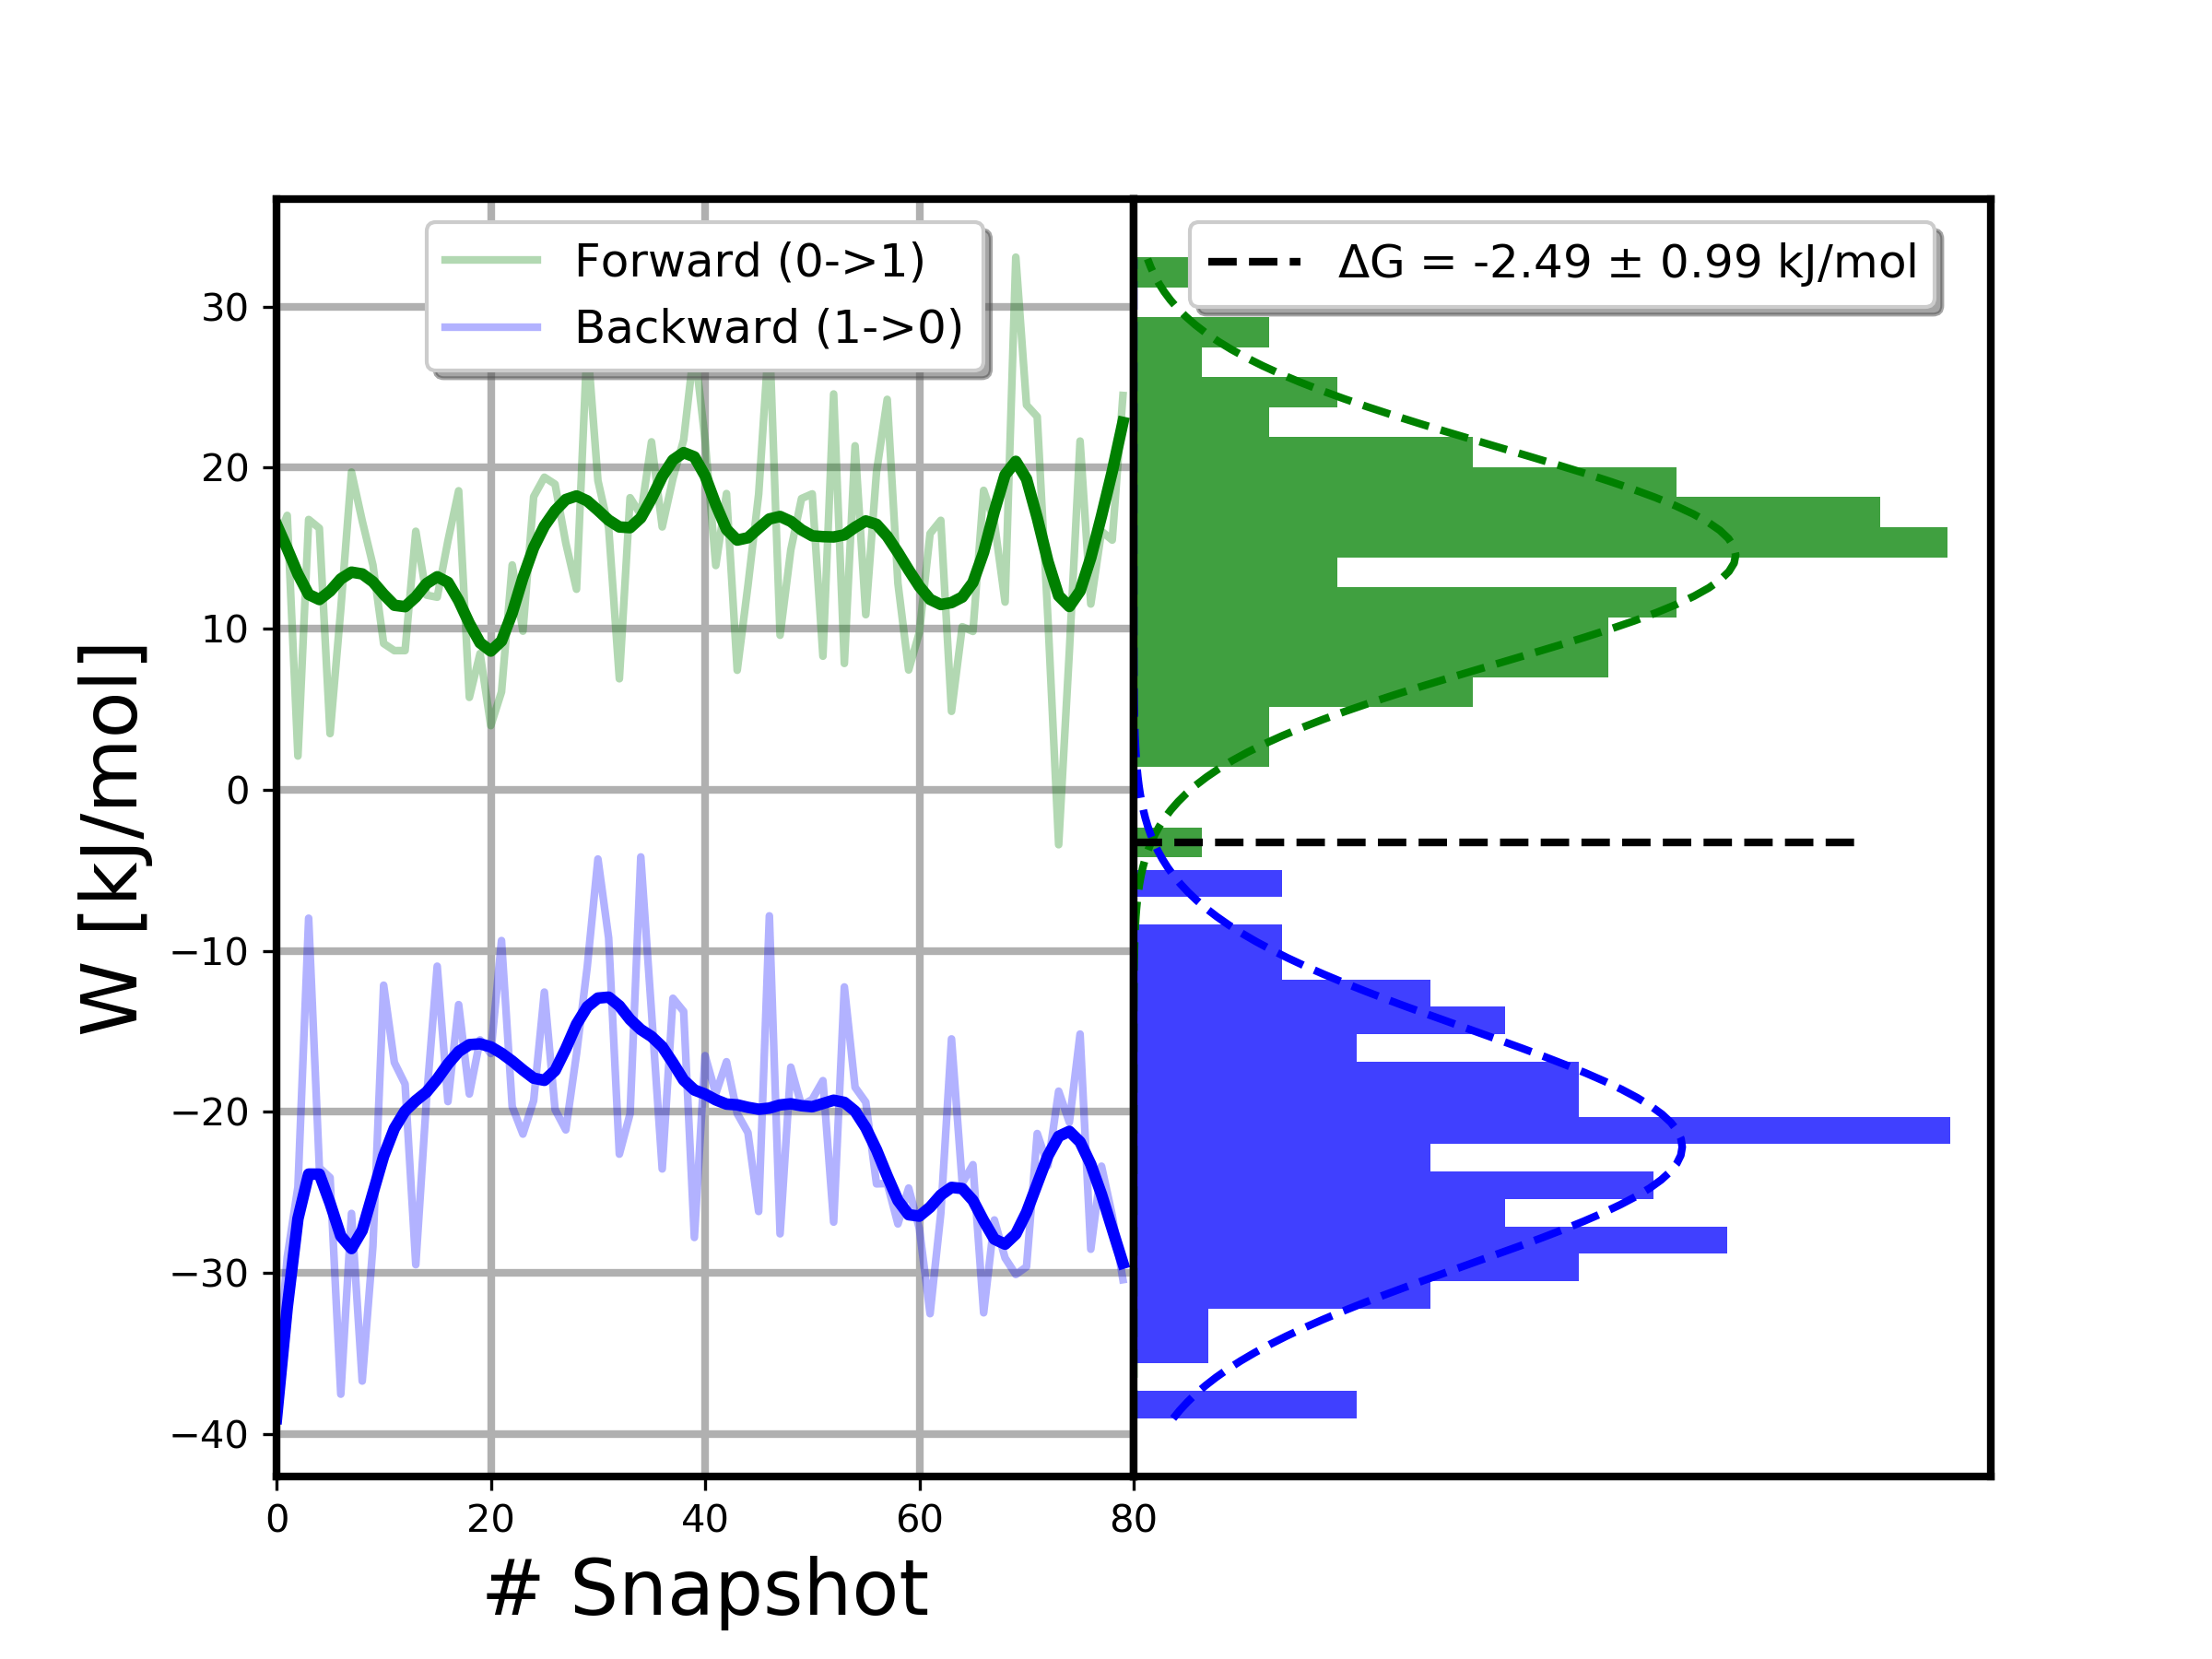 Forward (0->1)
Backward (1->0)
ΔG = -2.49 ± 0.99 kJ/mol
30
20
10
0
−10
−20
−30
−40
W [kJ/mol]
0
20
40
60
80
# Snapshot